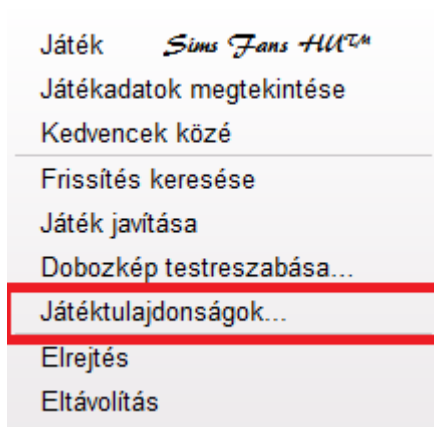 Játék Sims Fans HU™
Játékadatok megtekintése
Kedvencek közé
Frissítés keresése
Játék javítása
Dobozkép testreszabása...
Játéktulajdonságok...
Elrejtés
Eltávolítás